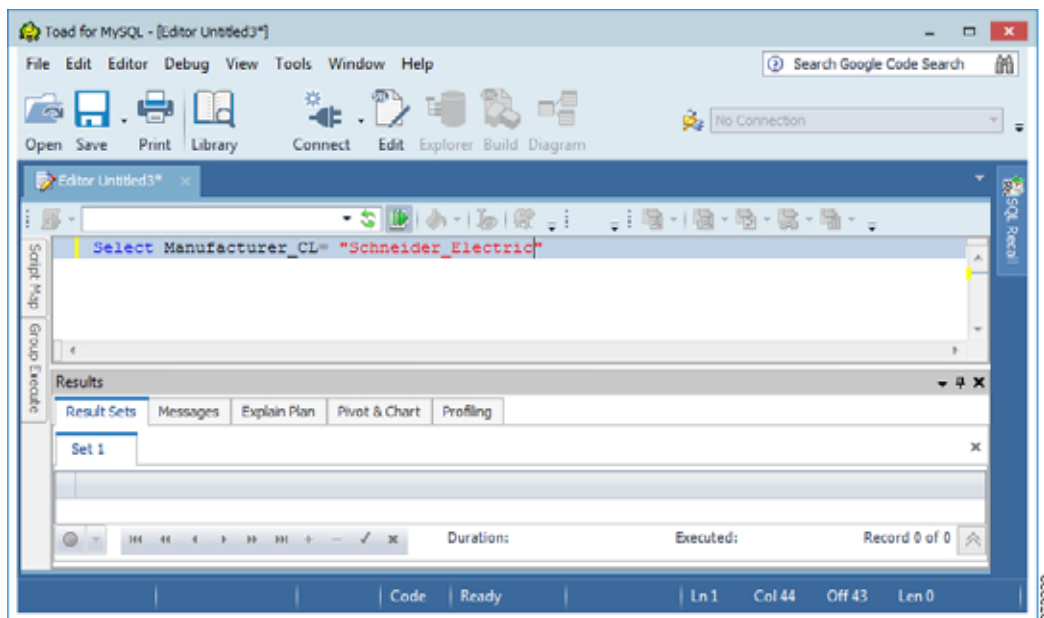 Toad for MySQL - [Editor Untitled3*]
File Edit Editor Debug View Tools Window Help
Search Google Code Search
No Connection
Open Save Print Library Connect Edit Explorer Build Diagram
Editor Untitled3*
Select Manufacturer_CL= "Schneider_Electric"
Script Map
Group Execute
SQL Recall
Results
Result Sets Messages Explain Plan Pivot & Chart Profiling
Set 1
Duration: Executed: Record 0 of 0
Code Ready Ln 1 Col 44 Off 43 Len 0